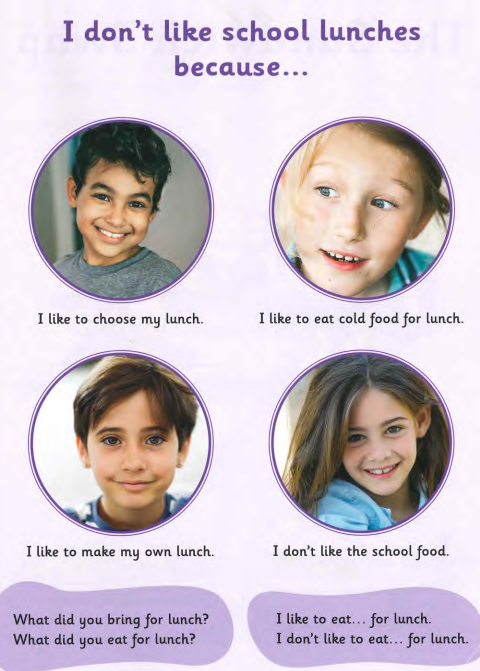 I don't like school lunches
because...
I like to choose my lunch.
I like to eat cold food for lunch.
I like to make my own lunch.
I don't like the school food.
What did you bring for lunch?
What did you eat for lunch?
I like to eat... for lunch.
I don't like to eat... for lunch.